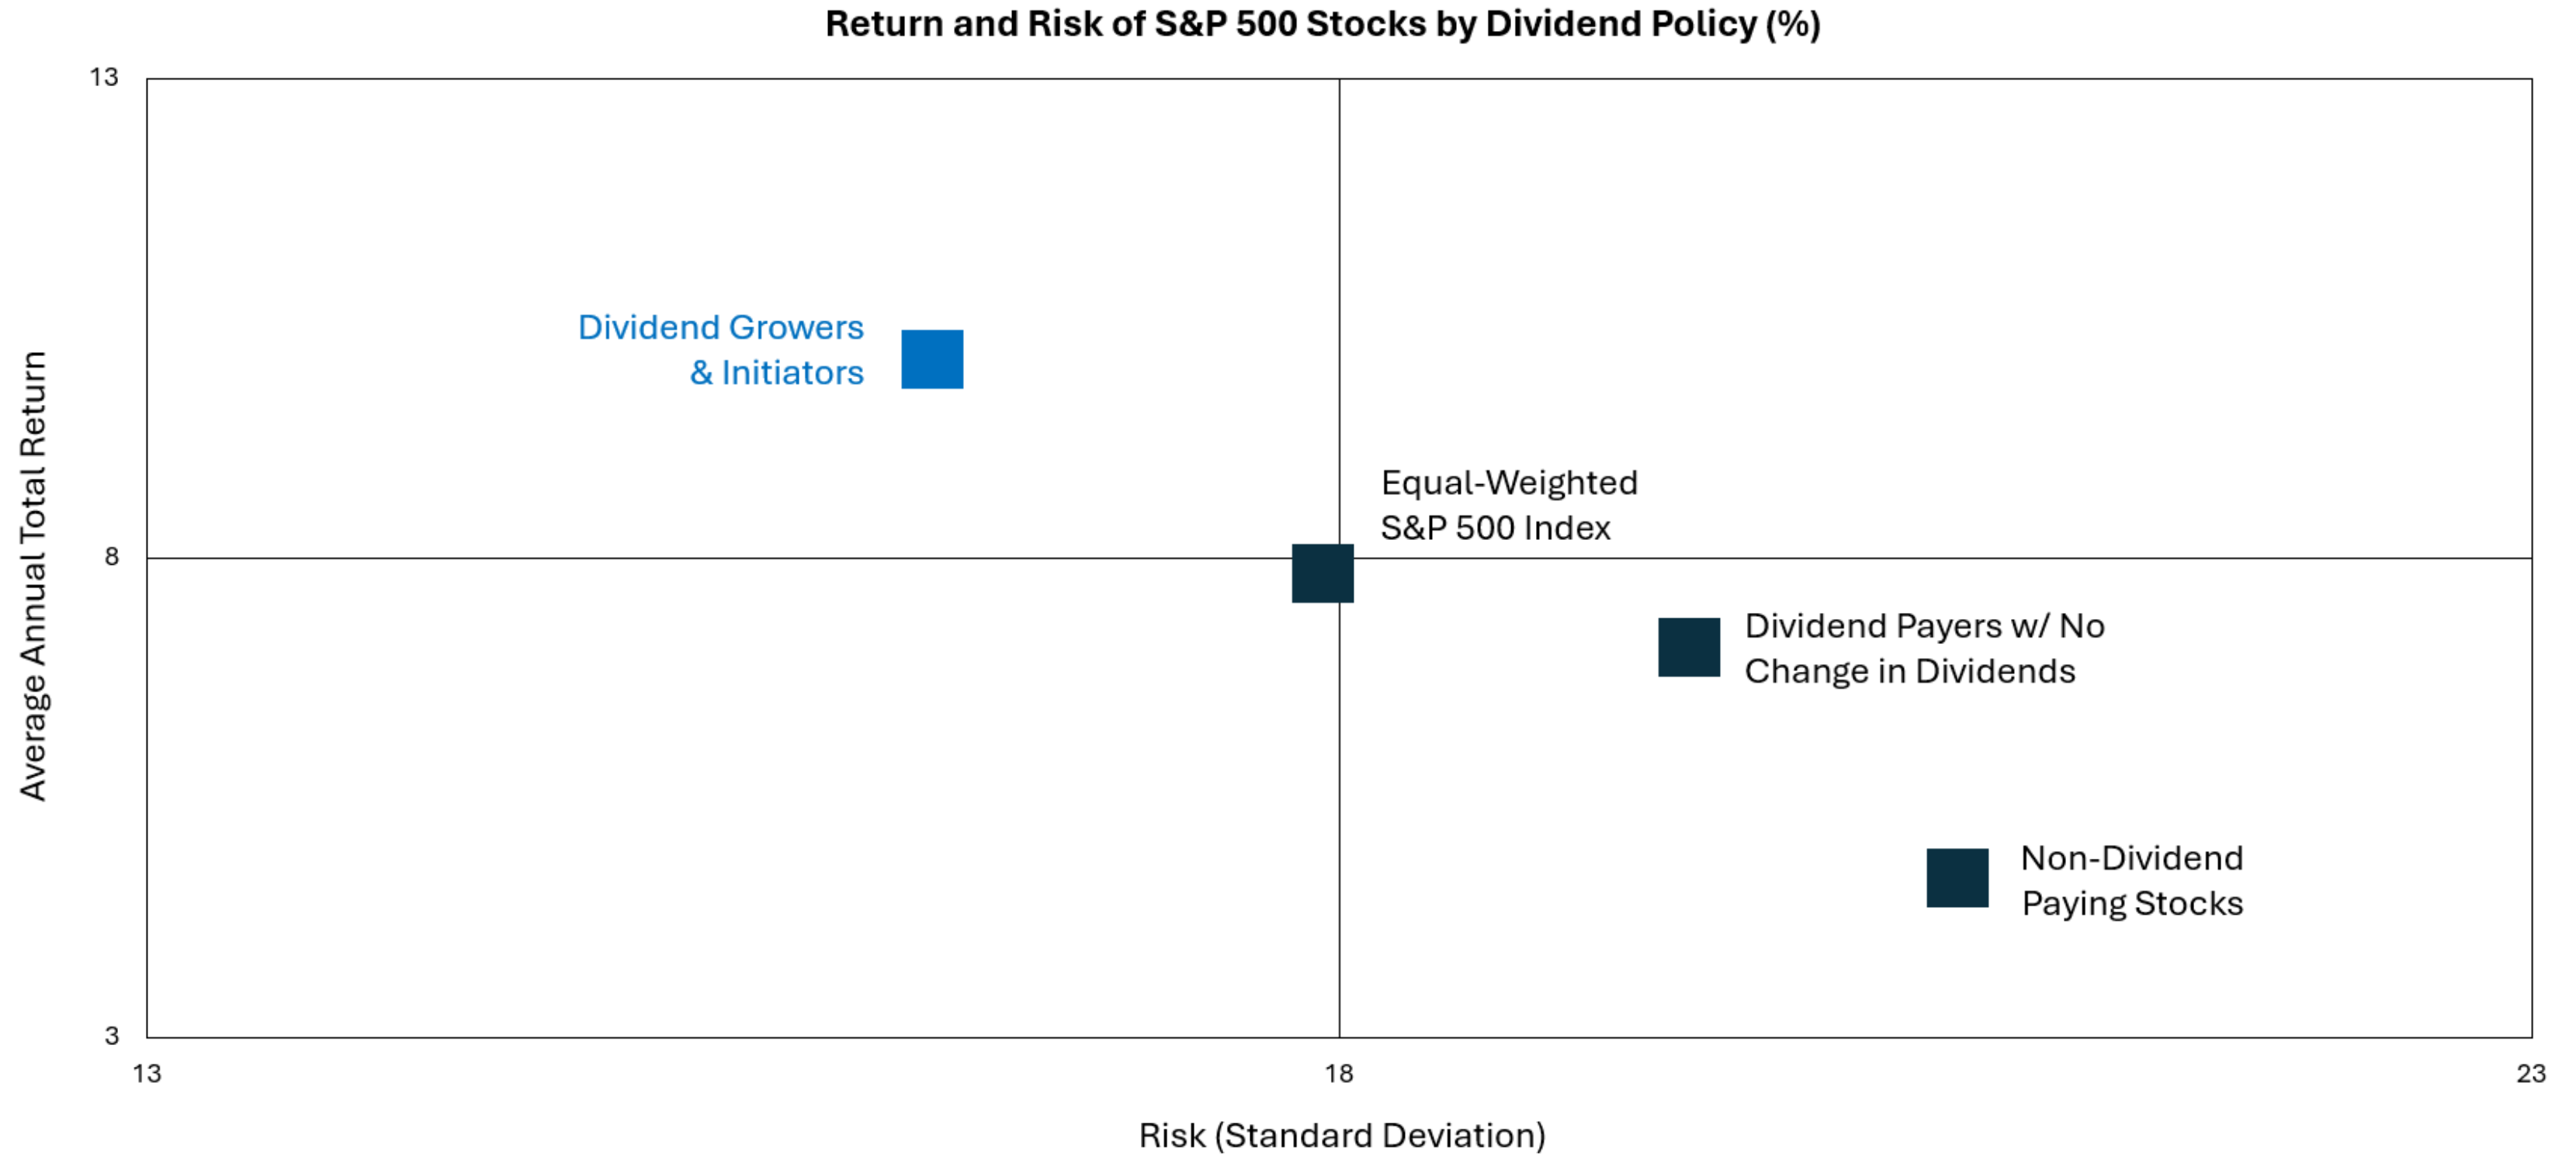 Return and Risk of S&P 500 Stocks by Dividend Policy (%)
13
Dividend Growers
& Initiators
Average Annual Total Return
Equal-Weighted
S&P 500 Index
8
Dividend Payers w/ No
Change in Dividends
Non-Dividend
Paying Stocks
3
13
18
23
Risk (Standard Deviation)